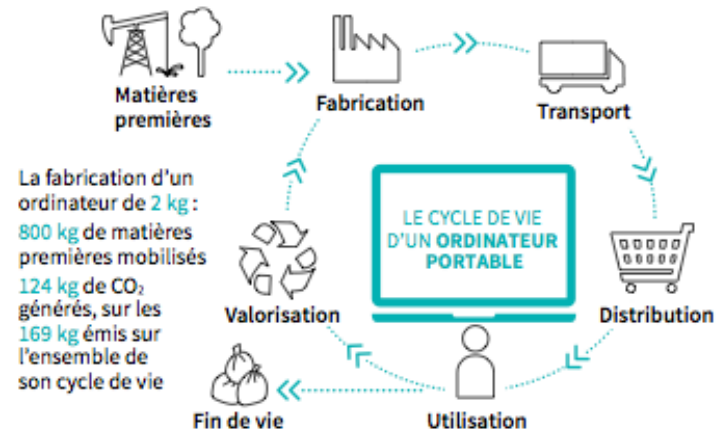 Matières
premières
Fabrication
Transport
La fabrication d'un
ordinateur de 2 kg :
800 kg de matières
premières mobilisés
124 kg de CO₂
générés, sur les
169 kg émis sur
l'ensemble de
son cycle de vie
LE CYCLE DE VIE
D'UN ORDINATEUR
PORTABLE
Valorisation
Distribution
Fin de vie
Utilisation